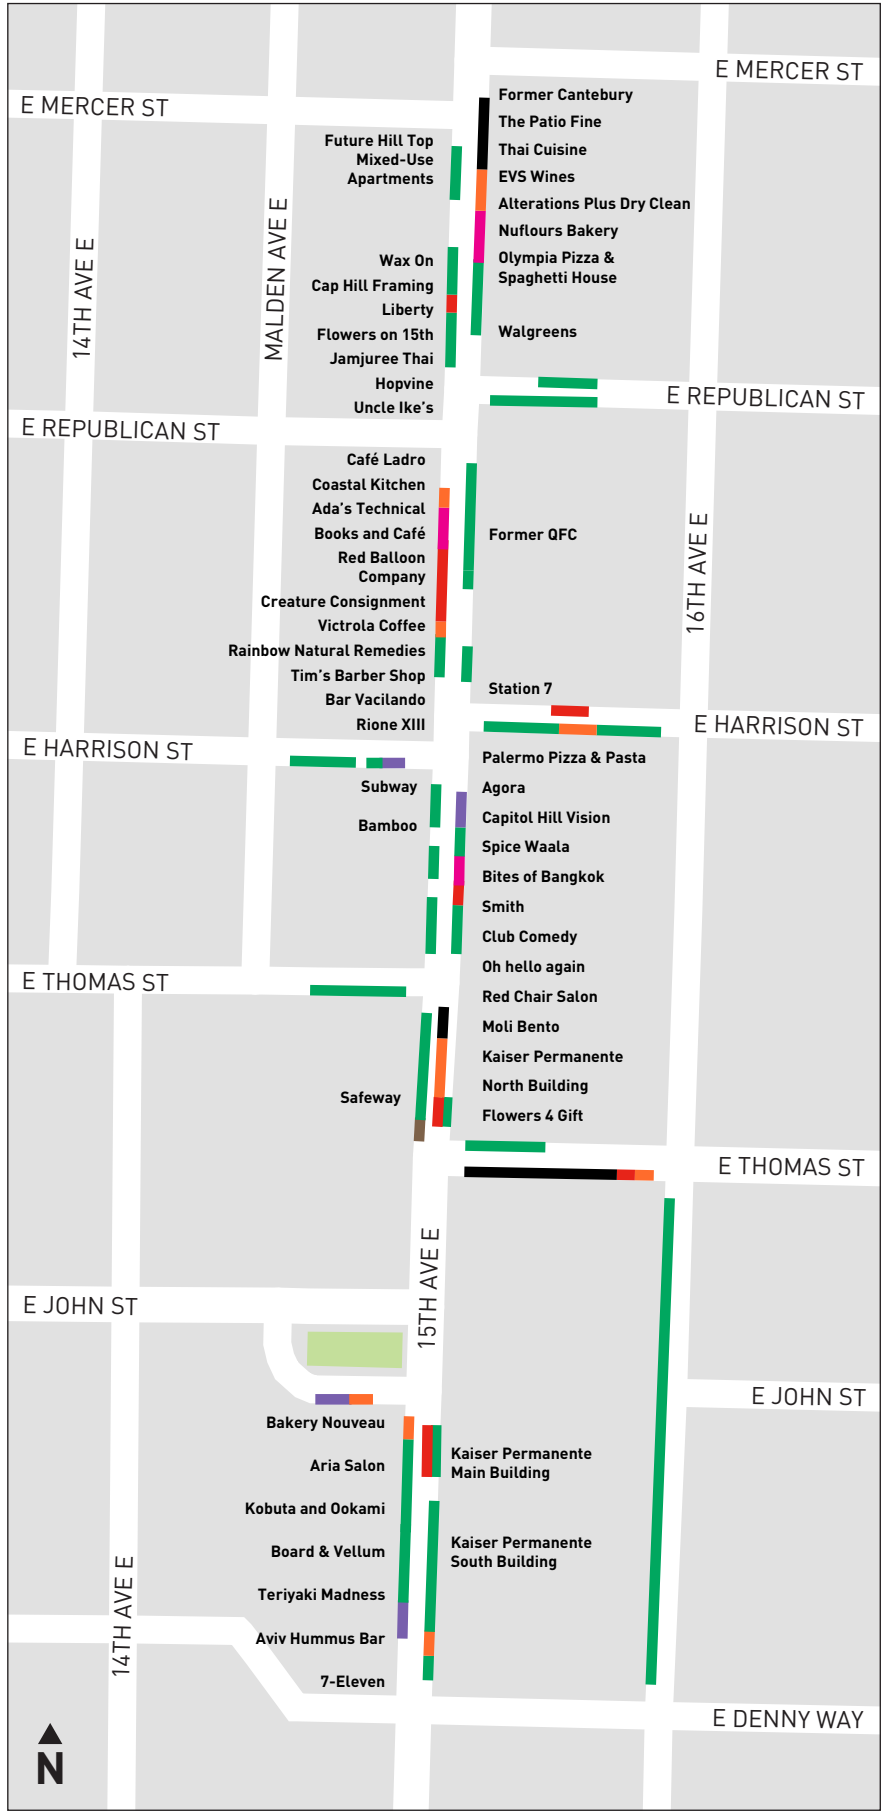 E MERCER ST
E MERCER ST
Former Cantebury
The Patio Fine
Thai Cuisine
EVS Wines
Alterations Plus Dry Clean
Nuflours Bakery
Olympia Pizza &
Spaghetti House
Walgreens
Future Hill Top
Mixed-Use
Apartments
Wax On
Cap Hill Framing
Liberty
Flowers on 15th
Jamjuree Thai
Hopvine
Uncle Ike's
14TH AVE E
MALDEN AVE E
E REPUBLICAN ST
E REPUBLICAN ST
Café Ladro
Coastal Kitchen
Ada's Technical
Books and Café
Red Balloon
Company
Creature Consignment
Victrola Coffee
Rainbow Natural Remedies
Tim's Barber Shop
Bar Vacilando
Rione XIII
Former QFC
Station 7
16TH AVE E
E HARRISON ST
E HARRISON ST
Subway
Bamboo
Palermo Pizza & Pasta
Agora
Capitol Hill Vision
Spice Waala
Bites of Bangkok
Smith
Club Comedy
Oh hello again
Red Chair Salon
Moli Bento
Kaiser Permanente
North Building
Flowers 4 Gift
E THOMAS ST
Safeway
E THOMAS ST
15TH AVE E
E JOHN ST
E JOHN ST
Bakery Nouveau
Aria Salon
Kobuta and Ookami
Board & Vellum
Teriyaki Madness
Aviv Hummus Bar
7-Eleven
Kaiser Permanente
Main Building
Kaiser Permanente
South Building
14TH AVE E
E DENNY WAY
N